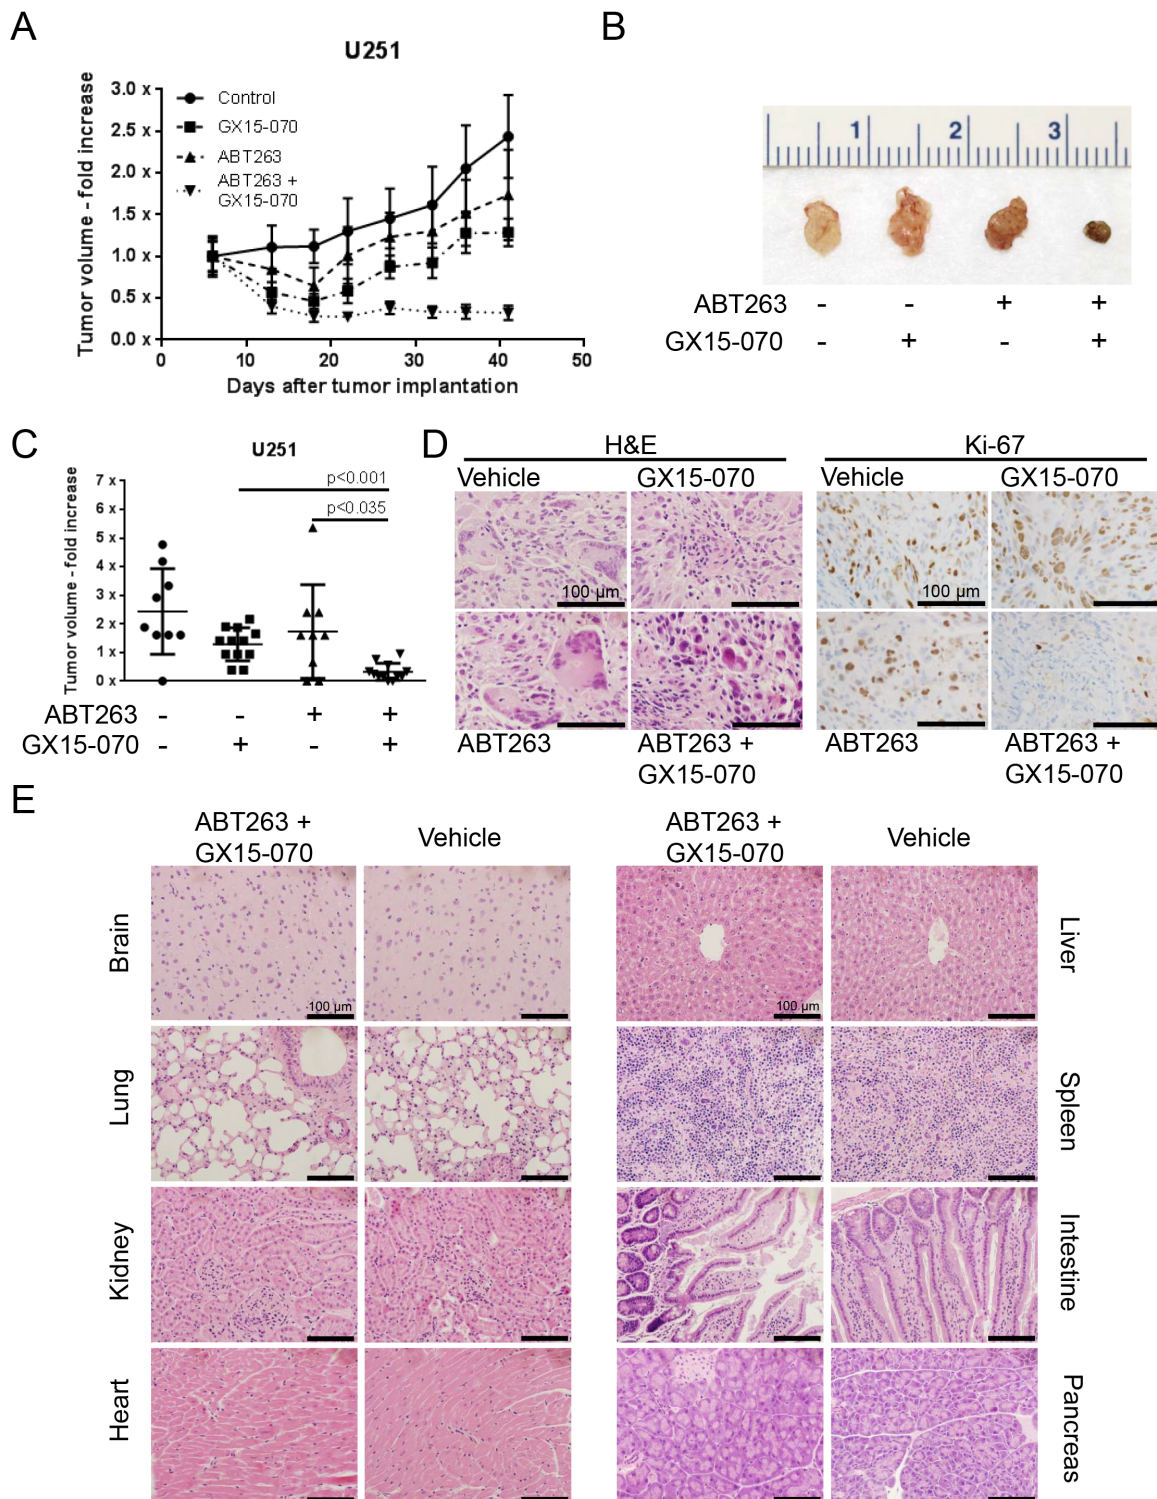 A
U251
Tumor volume - fold increase
3.0 x
2.5 x
2.0 x
1.5 x
1.0 x
0.5 x
0.0 x
Control
GX15-070
ABT263
ABT263 +
GX15-070
0 10 20 30 40 50
Days after tumor implantation
B
1 2 3
ABT263 - - + +
GX15-070 - + - +
C
U251
Tumor volume - fold increase
7 x
6 x
5 x
4 x
3 x
2 x
1 x
0 x
p<0.001
p<0.035
ABT263 - - + +
GX15-070 - + - +
D
H&E
Vehicle GX15-070
100 µm
ABT263 ABT263 +
GX15-070
Ki-67
Vehicle GX15-070
100 µm
ABT263 ABT263 +
GX15-070
E
ABT263 +
GX15-070
Vehicle
ABT263 +
GX15-070
Vehicle
Brain
100 µm
100 µm
Liver
Lung
Spleen
Kidney
Intestine
Heart
Pancreas